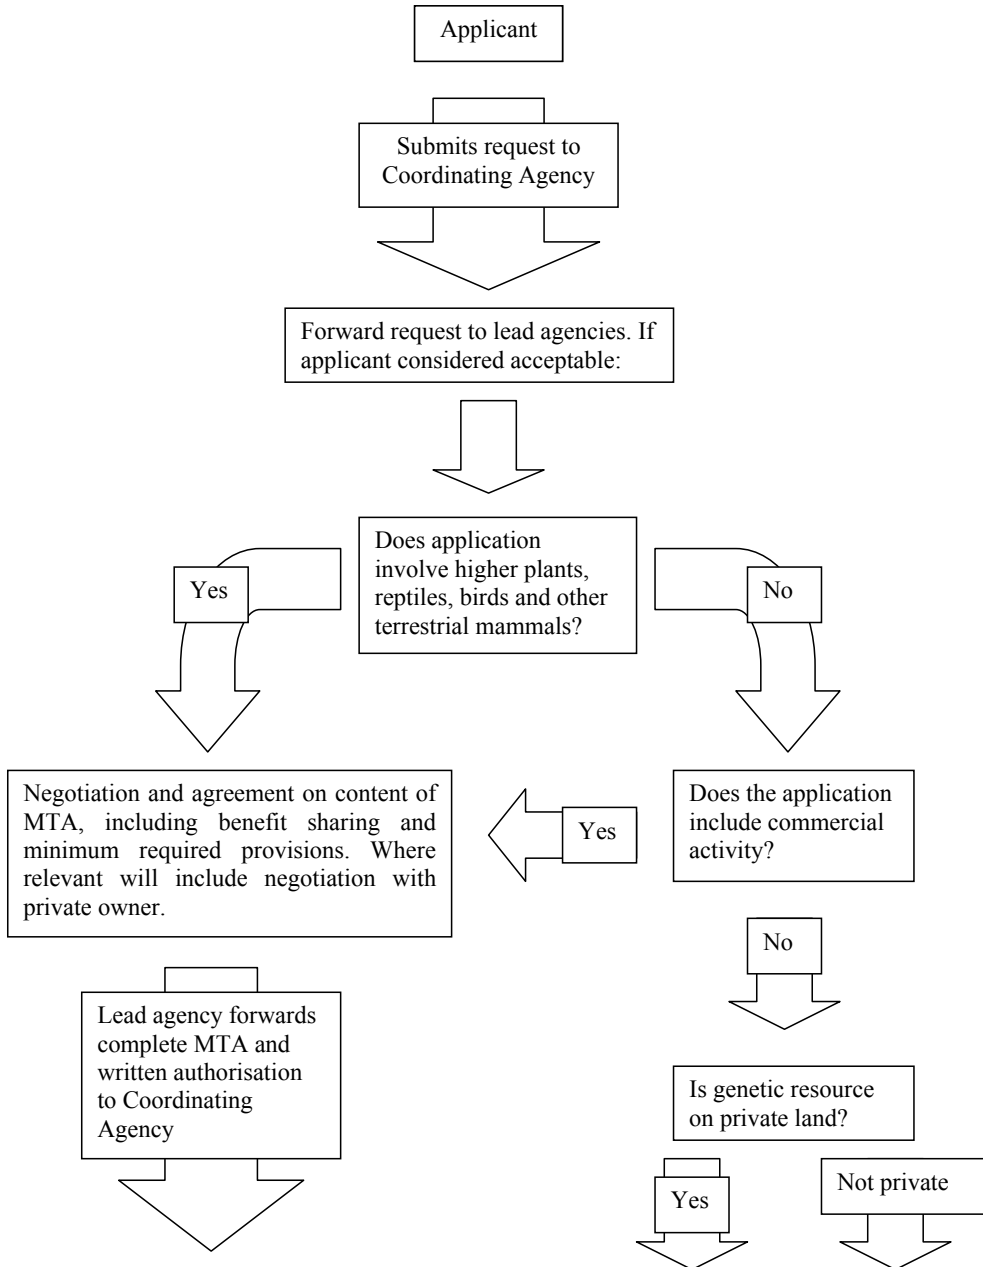 Applicant
Submits request to
Coordinating Agency
Forward request to lead agencies. If
applicant considered acceptable:
Does application
involve higher plants,
reptiles, birds and other
terrestrial mammals?
Yes
No
Negotiation and agreement on content of
MTA, including benefit sharing and
minimum required provisions. Where
relevant will include negotiation with
private owner.
Yes
Does the application
include commercial
activity?
No
Lead agency forwards
complete MTA and
written authorisation
to Coordinating
Agency
Is genetic resource
on private land?
Yes
Not private